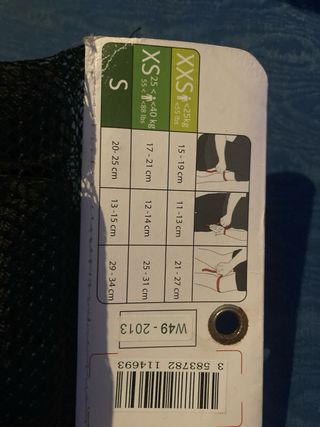 XXS <25kg
<55 lbs
15 - 19 cm
11 -13 cm
21 - 27 cm
XS 25 < <40 kg
55 < <88 lbs
17 - 21 cm
12 -14 cm
25 - 31 cm
S
20- 25 cm
13 -15 cm
29 - 34 cm
W49 - 2013
3 583782 114693